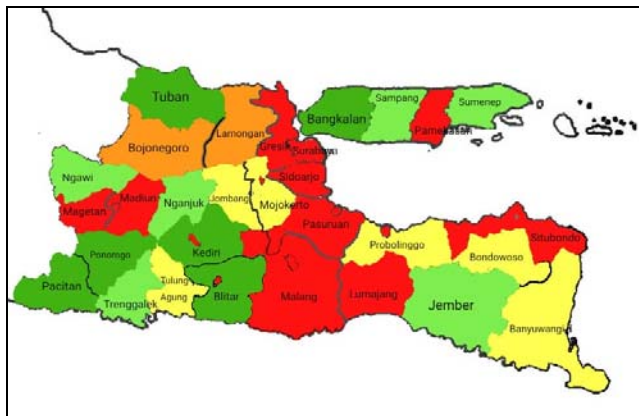 Tuban
Sampang
Sumenep
Bangkalan
Lamongan
Pamekasan
Gresik
Surabaya
Bojonegoro
Sidoarjo
Ngawi
Madiun
Nganjuk
Jombang
Magetan
Mojokerto
Pasuruan
Situbondo
Ponorogo
Kediri
Probolinggo
Bondowoso
Pacitan
Tulung
Agung
Trenggalek
Blitar
Malang
Lumajang
Jember
Banyuwangi